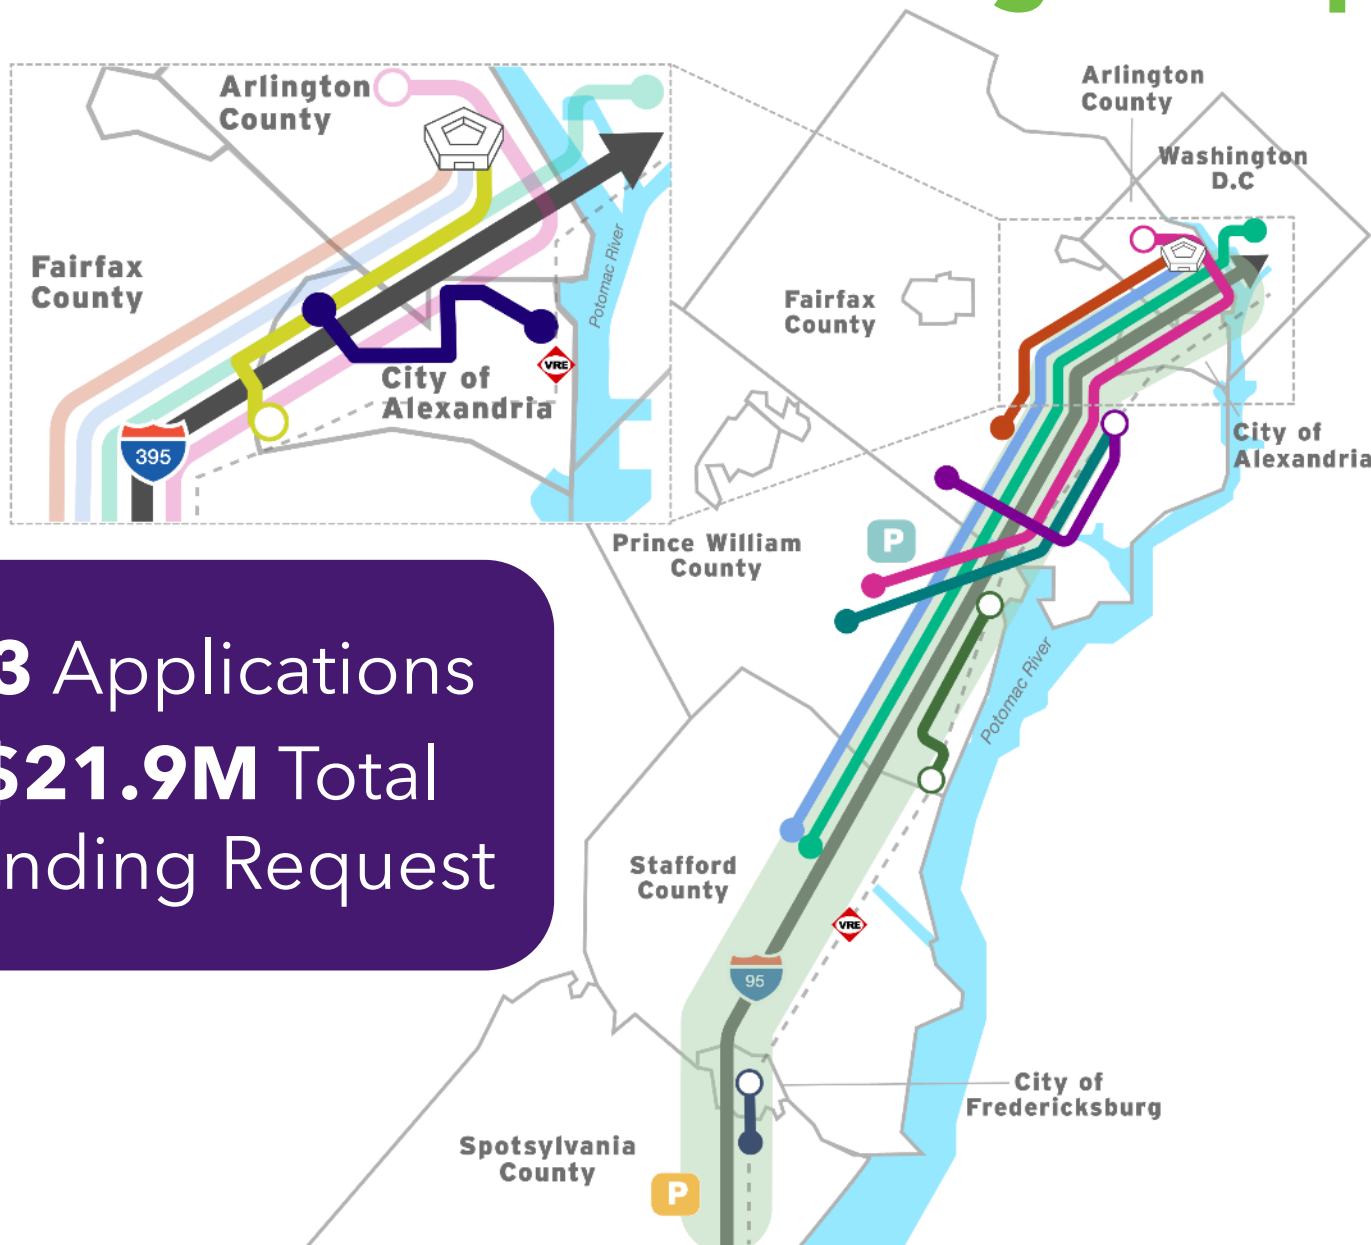 Arlington
County
Fairfax
County
Potomac River
City of
Alexandria
VRE
395
Arlington
County
Washington
D.C
Fairfax
County
City of
Alexandria
Prince William
County
P
Potomac River
3 Applications
$21.9M Total
nding Request
Stafford
County
VRE
95
City of
Fredericksburg
Spotsylvania
County
P